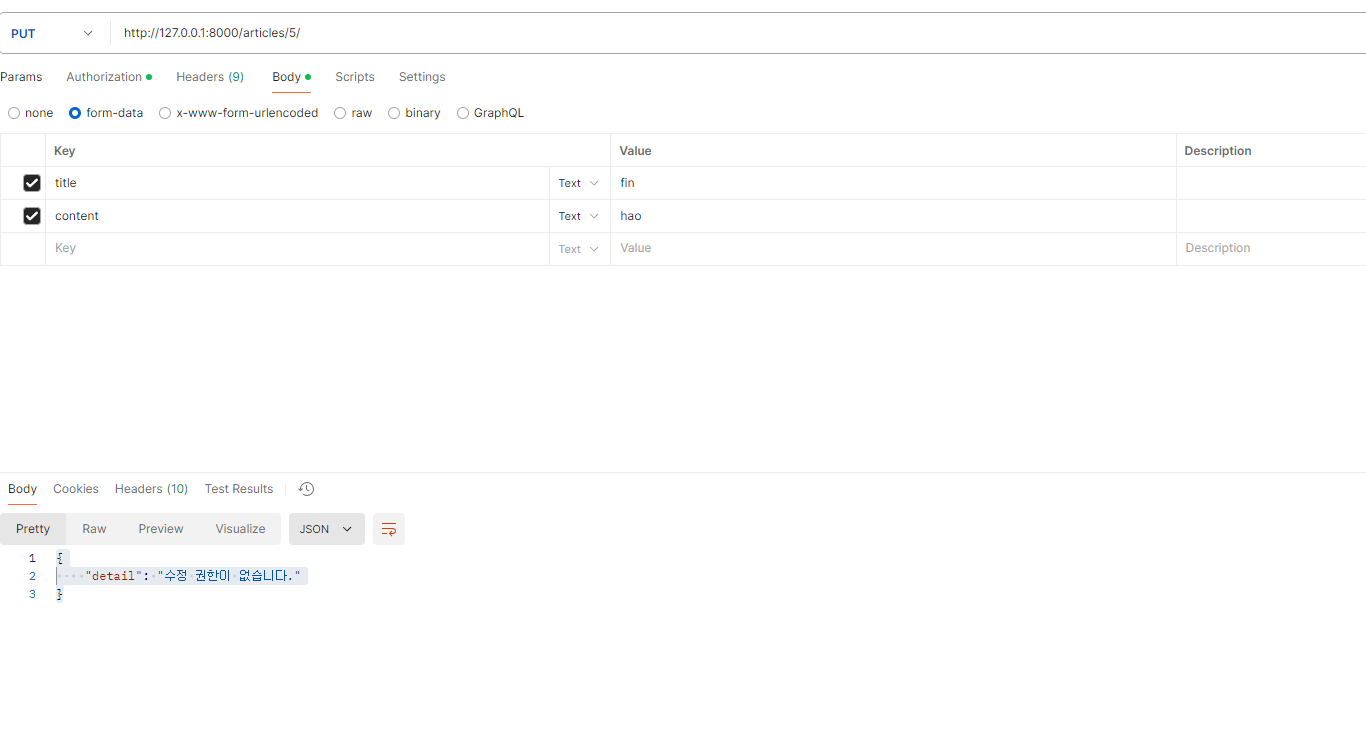 PUT http://127.0.0.1:8000/articles/5/
Params Authorization Headers (9) Body Scripts Settings
none form-data x-www-form-urlencoded raw binary GraphQL
Key Value Description
title Text fin
content Text hao
Key Text Value Description
Body Cookies Headers (10) Test Results
Pretty Raw Preview Visualize JSON
1 {
2 "detail": "수정 권한이 없습니다."
3 }